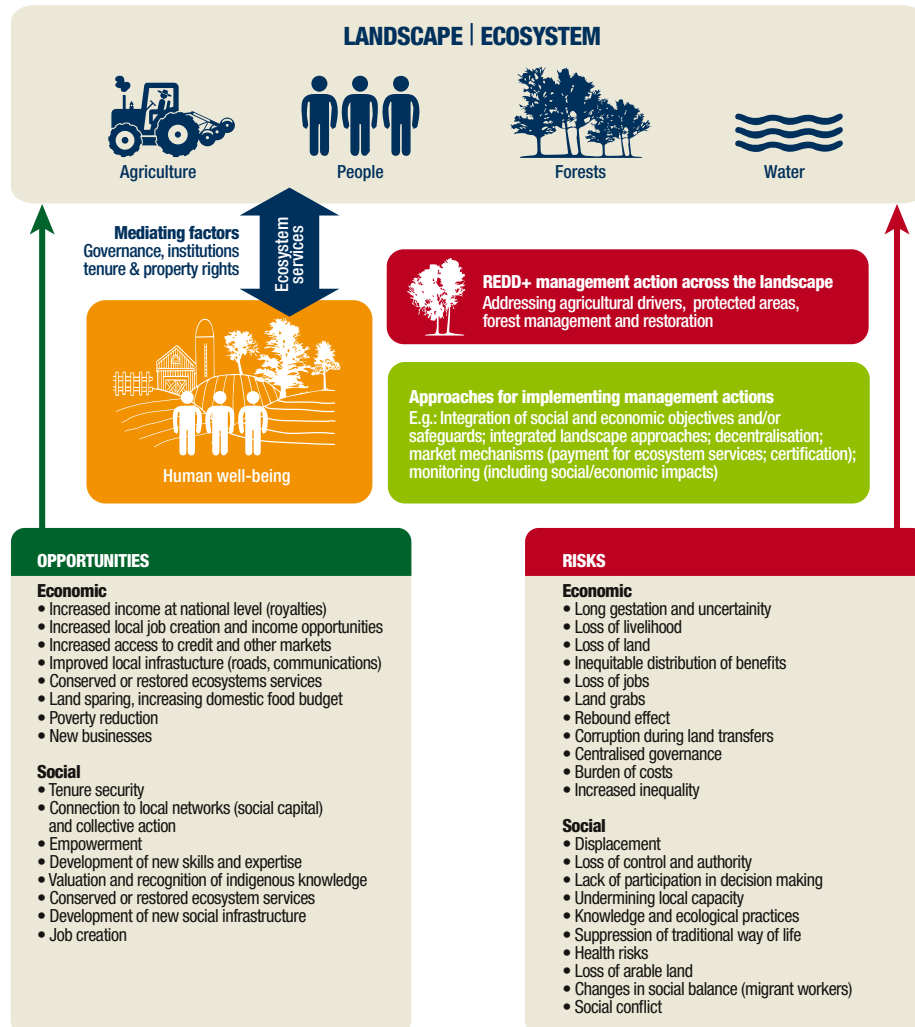 LANDSCAPE | ECOSYSTEM
Agriculture
People
Forests
Water
Mediating factors
Governance, institutions
tenure & property rights
Ecosystem
services
REDD+ management action across the landscape
Addressing agricultural drivers, protected areas,
forest management and restoration
Human well-being
Approaches for implementing management actions
E.g.: Integration of social and economic objectives and/or
safeguards; integrated landscape approaches; decentralisation;
market mechanisms (payment for ecosystem services; certification);
monitoring (including social/economic impacts)
OPPORTUNITIES
Economic
• Increased income at national level (royalties)
• Increased local job creation and income opportunities
• Increased access to credit and other markets
• Improved local infrastucture (roads, communications)
• Conserved or restored ecosystems services
• Land sparing, increasing domestic food budget
• Poverty reduction
• New businesses
Social
• Tenure security
• Connection to local networks (social capital)
and collective action
• Empowerment
• Development of new skills and expertise
• Valuation and recognition of indigenous knowledge
• Conserved or restored ecosystem services
• Development of new social infrastructure
• Job creation
RISKS
Economic
• Long gestation and uncertainity
• Loss of livelihood
• Loss of land
• Inequitable distribution of benefits
• Loss of jobs
• Land grabs
• Rebound effect
• Corruption during land transfers
• Centralised governance
• Burden of costs
• Increased inequality
Social
• Displacement
• Loss of control and authority
• Lack of participation in decision making
• Undermining local capacity
• Knowledge and ecological practices
• Suppression of traditional way of life
• Health risks
• Loss of arable land
• Changes in social balance (migrant workers)
• Social conflict